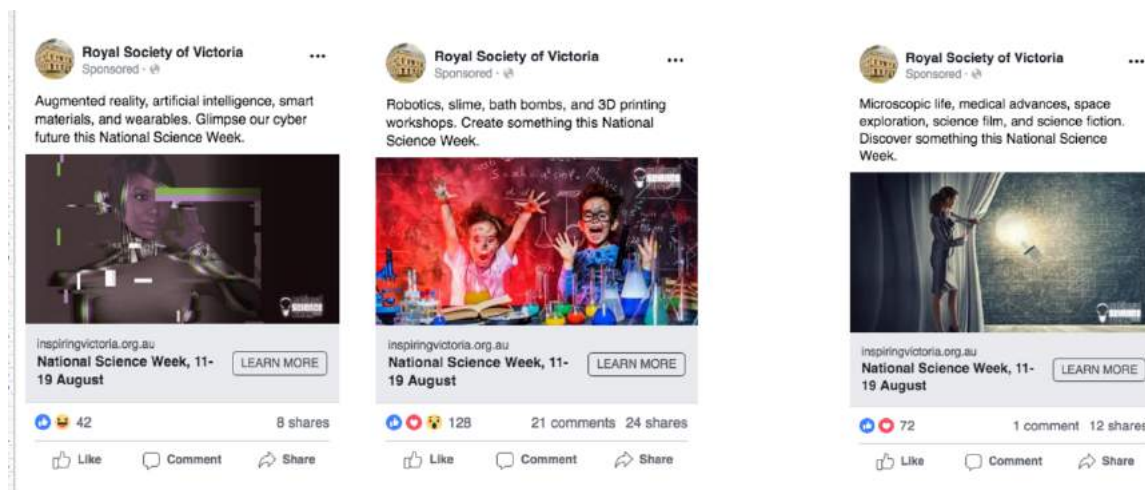 Royal Society of Victoria
Sponsored ·
Augmented reality, artificial intelligence, smart
materials, and wearables. Glimpse our cyber
future this National Science Week.
inspiringvictoria.org.au
National Science Week, 11-
19 August
LEARN MORE
42
8 shares
Like
Comment
Share
Royal Society of Victoria
Sponsored ·
Robotics, slime, bath bombs, and 3D printing
workshops. Create something this National
Science Week.
inspiringvictoria.org.au
National Science Week, 11-
19 August
LEARN MORE
128
21 comments 24 shares
Like
Comment
Share
Royal Society of Victoria
Sponsored ·
Microscopic life, medical advances, space
exploration, science film, and science fiction.
Discover something this National Science
Week.
inspiringvictoria.org.au
National Science Week, 11-
19 August
LEARN MORE
72
1 comment 12 shares
Like
Comment
Share